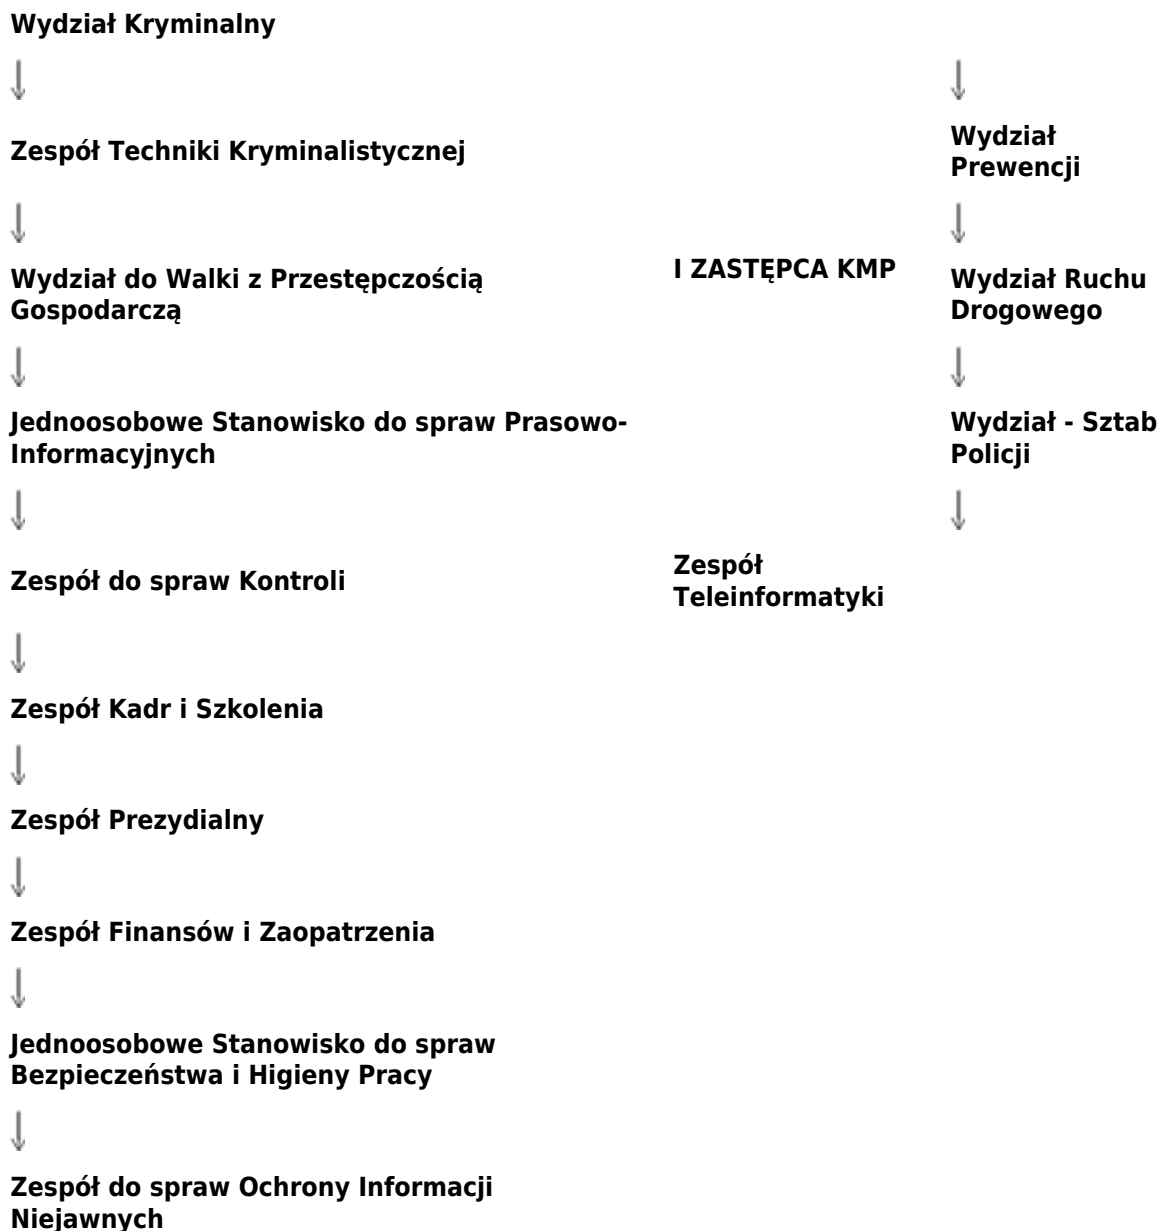 Wydział Kryminalny
Zespół Techniki Kryminalistycznej
Wydział
Prewencji
Wydział do Walki z Przestępczością
Gospodarczą
I ZASTĘPCA KMP
Wydział Ruchu
Drogowego
Jednoosobowe Stanowisko do spraw Prasowo-
Informacyjnych
Wydział - Sztab
Policji
Zespół do spraw Kontroli
Zespół
Teleinformatyki
Zespół Kadr i Szkolenia
Zespół Prezydialny
Zespół Finansów i Zaopatrzenia
Jednoosobowe Stanowisko do spraw
Bezpieczeństwa i Higieny Pracy
Zespół do spraw Ochrony Informacji
Niejawnych